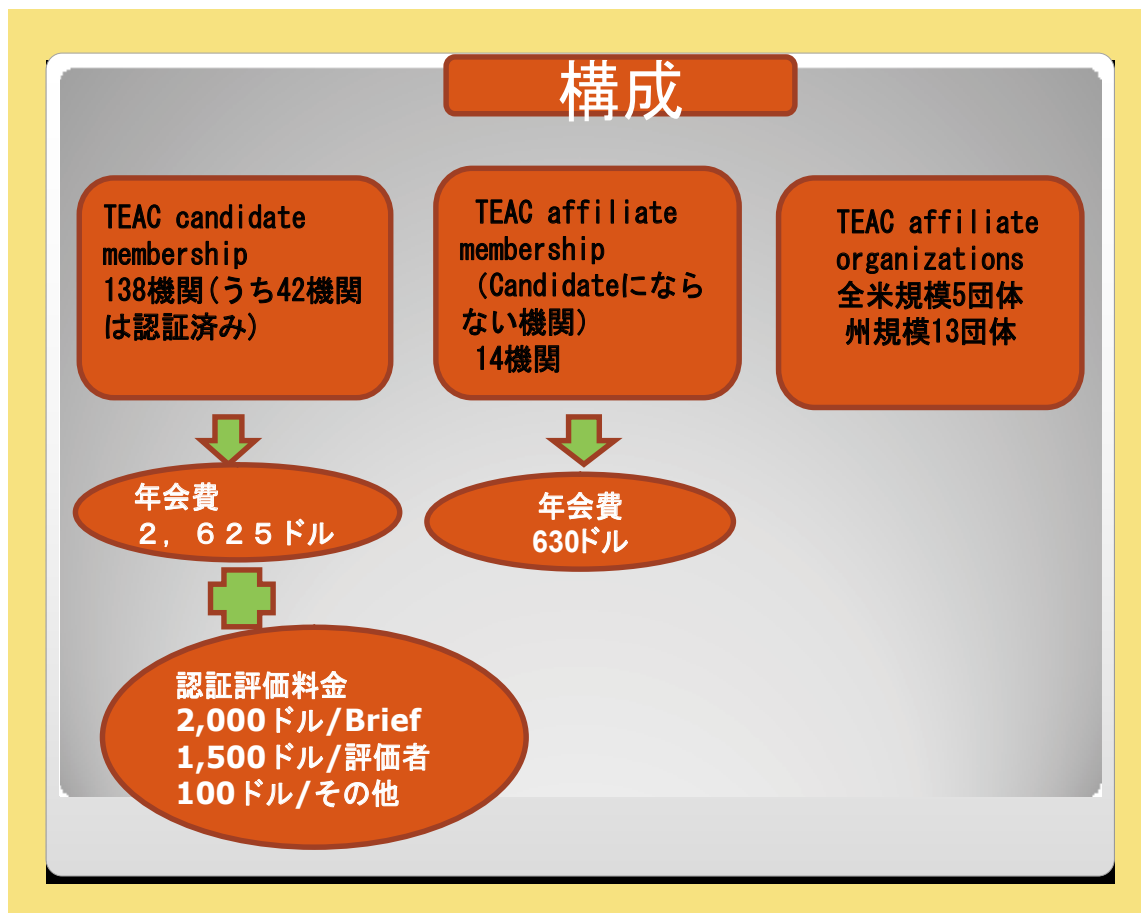 構成
TEAC candidate
membership
138機関(うち42機関
は認証済み)
TEAC affiliate
membership
(Candidateになら
ない機関)
14機関
TEAC affiliate
organizations
全米規模5団体
州規模13団体
年会費
2，625ドル
年会費
630ドル
認証評価料金
2,000ドル/Brief
1,500ドル/評価者
100ドル/その他